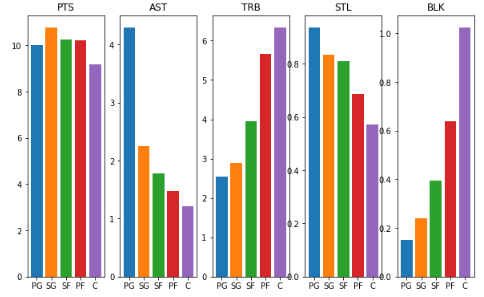 PTS AST TRB STL BLK
10 8 6 4 2 0
4 3 2 1 0
6 5 4 3 2 1 0
0.8 0.6 0.4 0.2 0.0
1.0 0.8 0.6 0.4 0.2 0.0
PG SG SF PF C PG SG SF PF C PG SG SF PF C PG SG SF PF C PG SG SF PF C